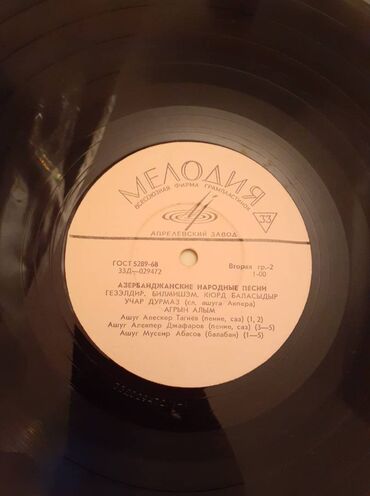 МЕЛОДИЯ
ВСЕСОЮЗНАЯ ФИРМА ГРАМПЛАСТИНОК
33
АПРЕЛЕВСКИЙ ЗАВОД
ГОСТ 5289-68 Вторая гр.-2
33Д—029472 1-00
АЗЕРБАЙДЖАНСКИЕ НАРОДНЫЕ ПЕСНИ
ГЕЗЭЛДИР, БИЛМИШЭМ, КЮРД БАЛАСЫДЫР
УЧАР ДУРМАЗ (сл. ашуга Акпера)
АГРЫН АЛЫМ
Ашуг Алескер Тагиев (пение, саз) (1, 2)
Ашуг Алекпер Джафаров (пение, саз) (3—5)
Ашуг Мусеир Абасов (балабан) (1—5)